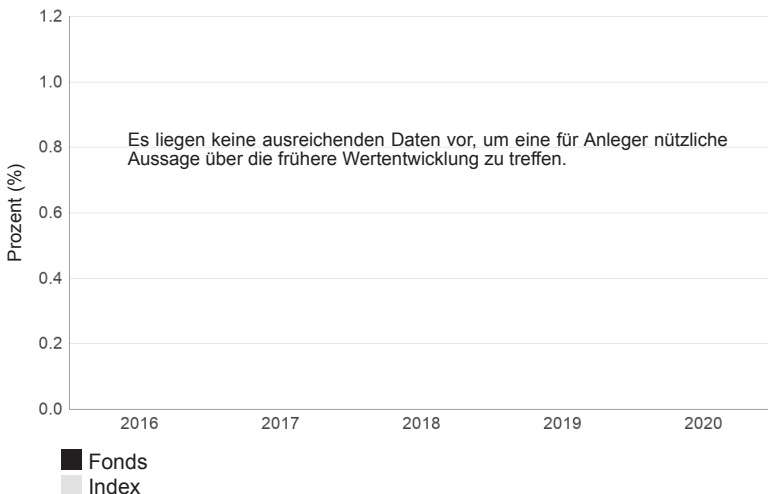 1.2
1.0
Es liegen keine ausreichenden Daten vor, um eine für Anleger nützliche
0.8
Aussage über die frühere Wertentwicklung zu treffen.
Prozent (%)
0.6
0.4
0.2
0.0
2016 2017 2018 2019 2020
Fonds
Index